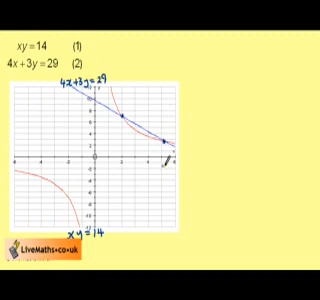 xy = 14 (1)
4x + 3y = 29 (2)
4x+3y=29
xy=14
LiveMaths•co•uk